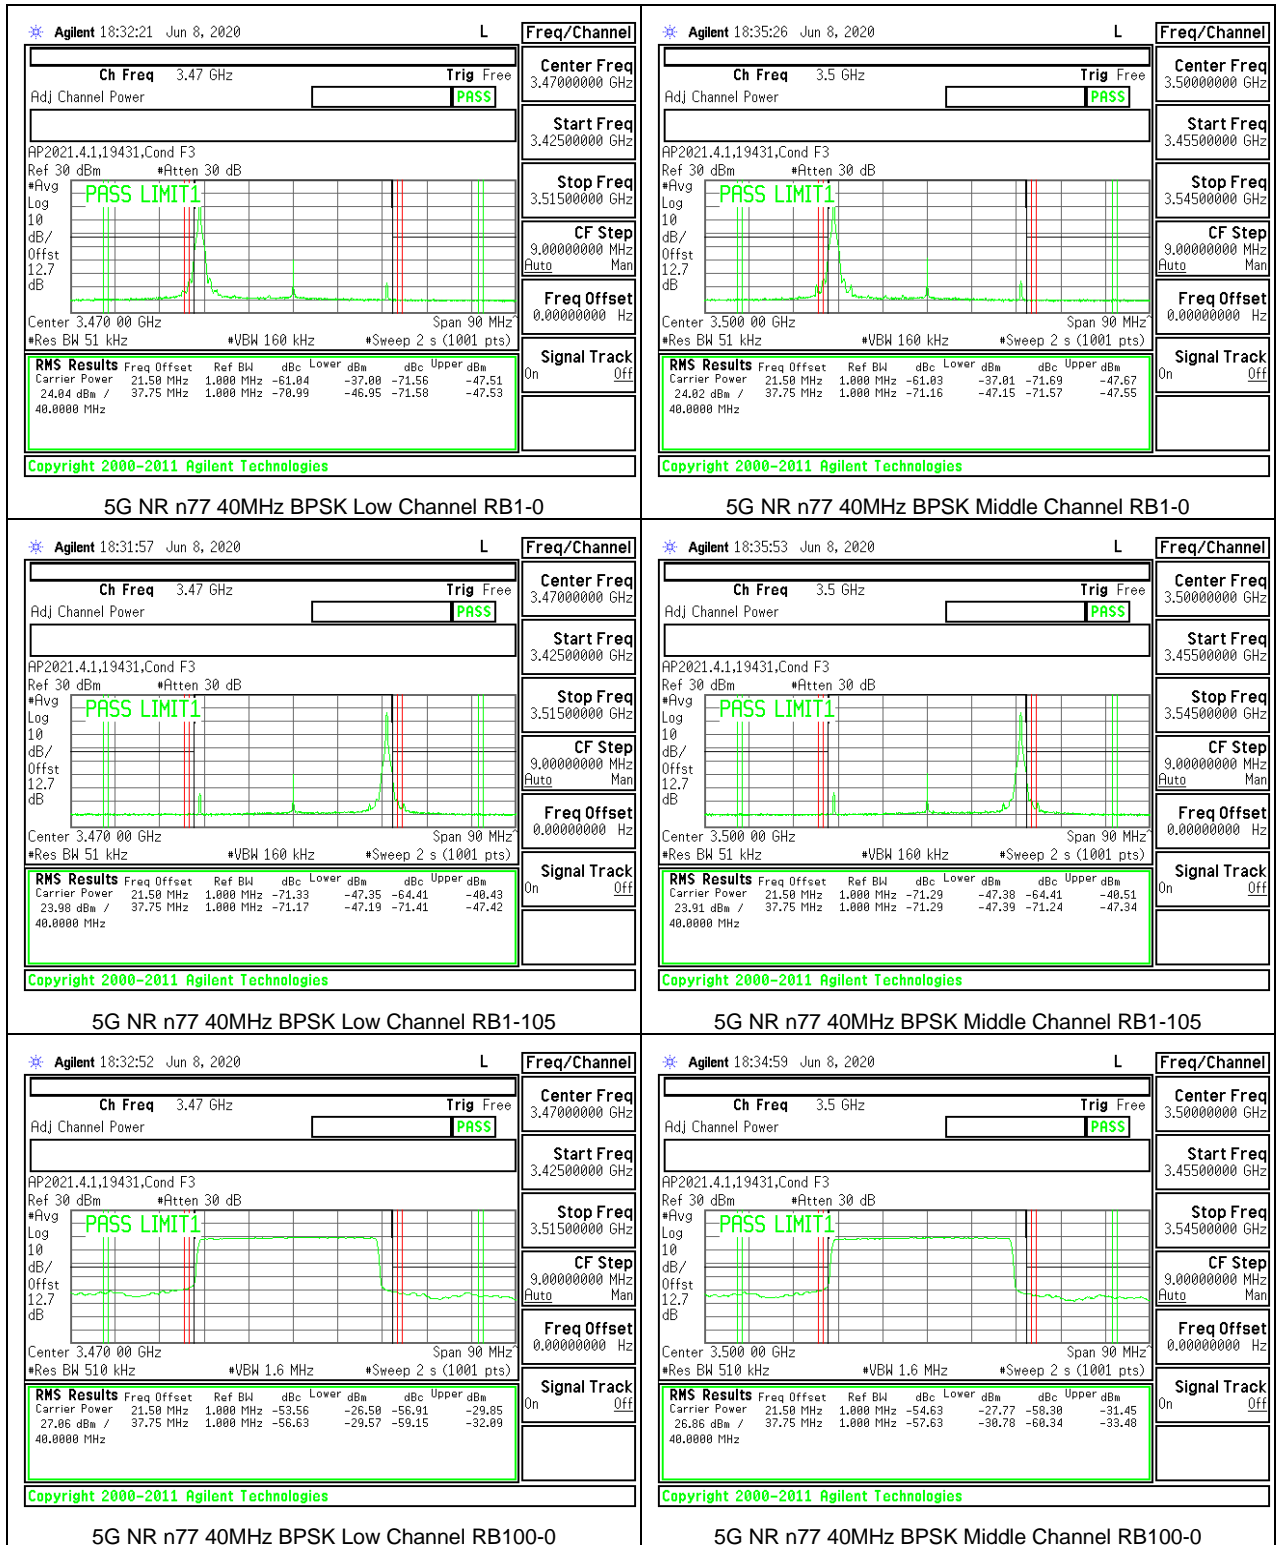 Agilent 18:32:21 Jun 8, 2020 L Freq/Channel
Ch Freq 3.47 GHz Trig Free
Adj Channel Power PASS
Center Freq
3.47000000 GHz
Start Freq
3.42500000 GHz
AP2021.4.1,19431,Cond F3
Ref 30 dBm #Atten 30 dB
Stop Freq
3.51500000 GHz
#Avg
Log
10
dB/
Offst
12.7
dB
PASS LIMIT1
CF Step
9.00000000 MHz
Auto Man
Freq Offset
0.00000000 Hz
Center 3.470 00 GHz Span 90 MHz^
#Res BW 51 kHz #VBW 160 kHz #Sweep 2 s (1001 pts)
Signal Track
On Off
RMS Results Freq Offset Ref BW dBc Lower dBm dBc Upper dBm
Carrier Power 21.50 MHz 1.000 MHz -61.04 -37.00 -71.56 -47.51
24.04 dBm / 37.75 MHz 1.000 MHz -70.99 -46.95 -71.58 -47.53
40.0000 MHz
Copyright 2000-2011 Agilent Technologies
5G NR n77 40MHz BPSK Low Channel RB1-0
Agilent 18:35:26 Jun 8, 2020 L Freq/Channel
Ch Freq 3.5 GHz Trig Free
Adj Channel Power PASS
Center Freq
3.50000000 GHz
Start Freq
3.45500000 GHz
AP2021.4.1,19431,Cond F3
Ref 30 dBm #Atten 30 dB
Stop Freq
3.54500000 GHz
#Avg
Log
10
dB/
Offst
12.7
dB
PASS LIMIT1
CF Step
9.00000000 MHz
Auto Man
Freq Offset
0.00000000 Hz
Center 3.500 00 GHz Span 90 MHz^
#Res BW 51 kHz #VBW 160 kHz #Sweep 2 s (1001 pts)
Signal Track
On Off
RMS Results Freq Offset Ref BW dBc Lower dBm dBc Upper dBm
Carrier Power 21.50 MHz 1.000 MHz -61.03 -37.01 -71.69 -47.67
24.02 dBm / 37.75 MHz 1.000 MHz -71.16 -47.15 -71.57 -47.55
40.0000 MHz
Copyright 2000-2011 Agilent Technologies
5G NR n77 40MHz BPSK Middle Channel RB1-0
Agilent 18:31:57 Jun 8, 2020 L Freq/Channel
Ch Freq 3.47 GHz Trig Free
Adj Channel Power PASS
Center Freq
3.47000000 GHz
Start Freq
3.42500000 GHz
AP2021.4.1,19431,Cond F3
Ref 30 dBm #Atten 30 dB
Stop Freq
3.51500000 GHz
#Avg
Log
10
dB/
Offst
12.7
dB
PASS LIMIT1
CF Step
9.00000000 MHz
Auto Man
Freq Offset
0.00000000 Hz
Center 3.470 00 GHz Span 90 MHz^
#Res BW 51 kHz #VBW 160 kHz #Sweep 2 s (1001 pts)
Signal Track
On Off
RMS Results Freq Offset Ref BW dBc Lower dBm dBc Upper dBm
Carrier Power 21.50 MHz 1.000 MHz -71.33 -47.35 -64.41 -40.43
23.98 dBm / 37.75 MHz 1.000 MHz -71.17 -47.19 -71.41 -47.42
40.0000 MHz
Copyright 2000-2011 Agilent Technologies
5G NR n77 40MHz BPSK Low Channel RB1-105
Agilent 18:35:53 Jun 8, 2020 L Freq/Channel
Ch Freq 3.5 GHz Trig Free
Adj Channel Power PASS
Center Freq
3.50000000 GHz
Start Freq
3.45500000 GHz
AP2021.4.1,19431,Cond F3
Ref 30 dBm #Atten 30 dB
Stop Freq
3.54500000 GHz
#Avg
Log
10
dB/
Offst
12.7
dB
PASS LIMIT1
CF Step
9.00000000 MHz
Auto Man
Freq Offset
0.00000000 Hz
Center 3.500 00 GHz Span 90 MHz^
#Res BW 51 kHz #VBW 160 kHz #Sweep 2 s (1001 pts)
Signal Track
On Off
RMS Results Freq Offset Ref BW dBc Lower dBm dBc Upper dBm
Carrier Power 21.50 MHz 1.000 MHz -71.29 -47.38 -64.41 -40.51
23.91 dBm / 37.75 MHz 1.000 MHz -71.29 -47.39 -71.24 -47.34
40.0000 MHz
Copyright 2000-2011 Agilent Technologies
5G NR n77 40MHz BPSK Middle Channel RB1-105
Agilent 18:32:52 Jun 8, 2020 L Freq/Channel
Ch Freq 3.47 GHz Trig Free
Adj Channel Power PASS
Center Freq
3.47000000 GHz
Start Freq
3.42500000 GHz
AP2021.4.1,19431,Cond F3
Ref 30 dBm #Atten 30 dB
Stop Freq
3.51500000 GHz
#Avg
Log
10
dB/
Offst
12.7
dB
PASS LIMIT1
CF Step
9.00000000 MHz
Auto Man
Freq Offset
0.00000000 Hz
Center 3.470 00 GHz Span 90 MHz^
#Res BW 510 kHz #VBW 1.6 MHz #Sweep 2 s (1001 pts)
Signal Track
On Off
RMS Results Freq Offset Ref BW dBc Lower dBm dBc Upper dBm
Carrier Power 21.50 MHz 1.000 MHz -53.56 -26.50 -56.91 -29.85
27.06 dBm / 37.75 MHz 1.000 MHz -56.63 -29.57 -59.15 -32.09
40.0000 MHz
Copyright 2000-2011 Agilent Technologies
5G NR n77 40MHz BPSK Low Channel RB100-0
Agilent 18:34:59 Jun 8, 2020 L Freq/Channel
Ch Freq 3.5 GHz Trig Free
Adj Channel Power PASS
Center Freq
3.50000000 GHz
Start Freq
3.45500000 GHz
AP2021.4.1,19431,Cond F3
Ref 30 dBm #Atten 30 dB
Stop Freq
3.54500000 GHz
#Avg
Log
10
dB/
Offst
12.7
dB
PASS LIMIT1
CF Step
9.00000000 MHz
Auto Man
Freq Offset
0.00000000 Hz
Center 3.500 00 GHz Span 90 MHz^
#Res BW 510 kHz #VBW 1.6 MHz #Sweep 2 s (1001 pts)
Signal Track
On Off
RMS Results Freq Offset Ref BW dBc Lower dBm dBc Upper dBm
Carrier Power 21.50 MHz 1.000 MHz -54.63 -27.77 -58.30 -31.45
26.86 dBm / 37.75 MHz 1.000 MHz -57.63 -30.78 -60.34 -33.48
40.0000 MHz
Copyright 2000-2011 Agilent Technologies
5G NR n77 40MHz BPSK Middle Channel RB100-0